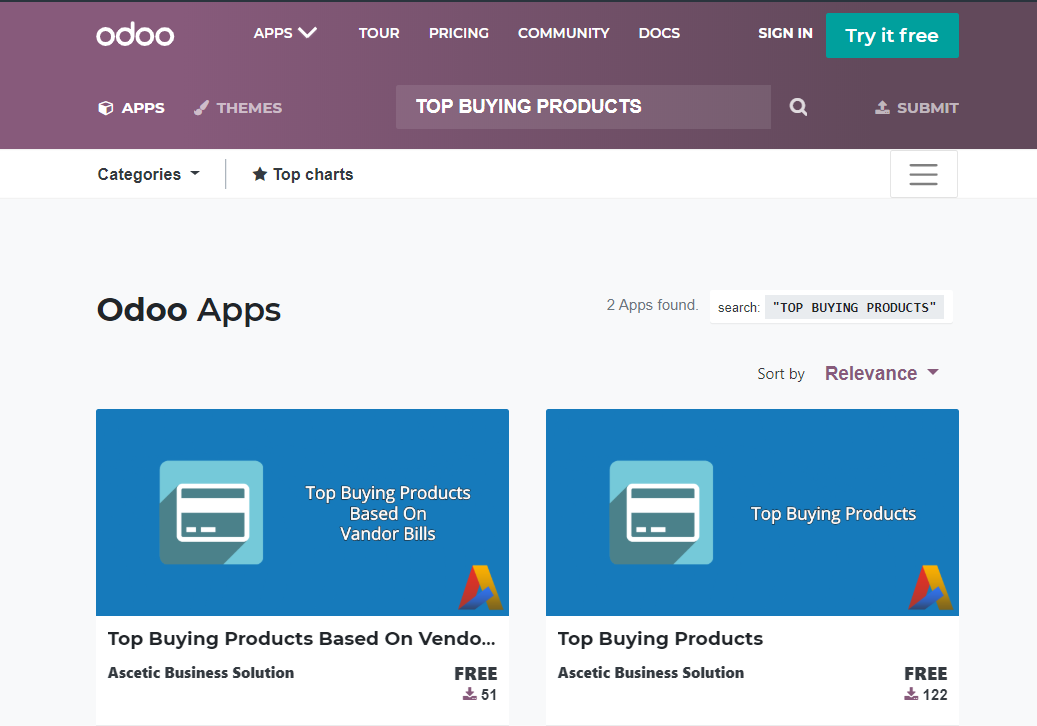 odoo
APPS
TOUR
PRICING
COMMUNITY
DOCS
SIGN IN
Try it free
APPS
THEMES
TOP BUYING PRODUCTS
SUBMIT
Categories
Top charts
Odoo Apps
2 Apps found.
search: "TOP BUYING PRODUCTS"
Sort by Relevance
Top Buying Products
Based On
Vandor Bills
Top Buying Products Based On Vendo...
Ascetic Business Solution
FREE
51
Top Buying Products
Top Buying Products
Ascetic Business Solution
FREE
122